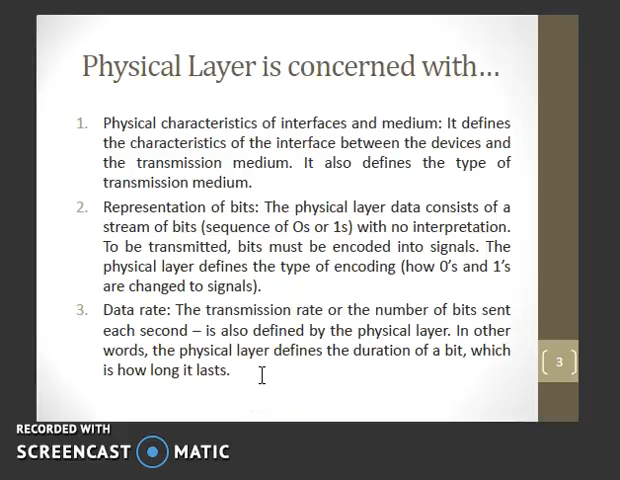 Physical Layer is concerned with...
1. Physical characteristics of interfaces and medium: It defines
the characteristics of the interface between the devices and
the transmission medium. It also defines the type of
transmission medium.
2. Representation of bits: The physical layer data consists of a
stream of bits (sequence of 0s or 1s) with no interpretation.
To be transmitted, bits must be encoded into signals. The
physical layer defines the type of encoding (how 0's and 1's
are changed to signals).
3. Data rate: The transmission rate or the number of bits sent
each second – is also defined by the physical layer. In other
words, the physical layer defines the duration of a bit, which
is how long it lasts.
3
RECORDED WITH
SCREENCAST MATIC